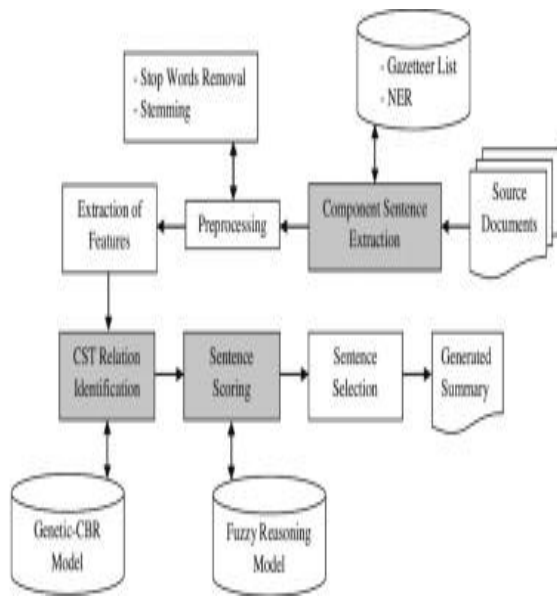 - Stop Words Removal
- Stemming
- Gazetteer List
- NER
Source
Documents
Component Sentence
Extraction
Preprocessing
Extraction of
Features
CST Relation
Identification
Sentence
Scoring
Sentence
Selection
Generated
Summary
Genetic-CBR
Model
Fuzzy Reasoning
Model